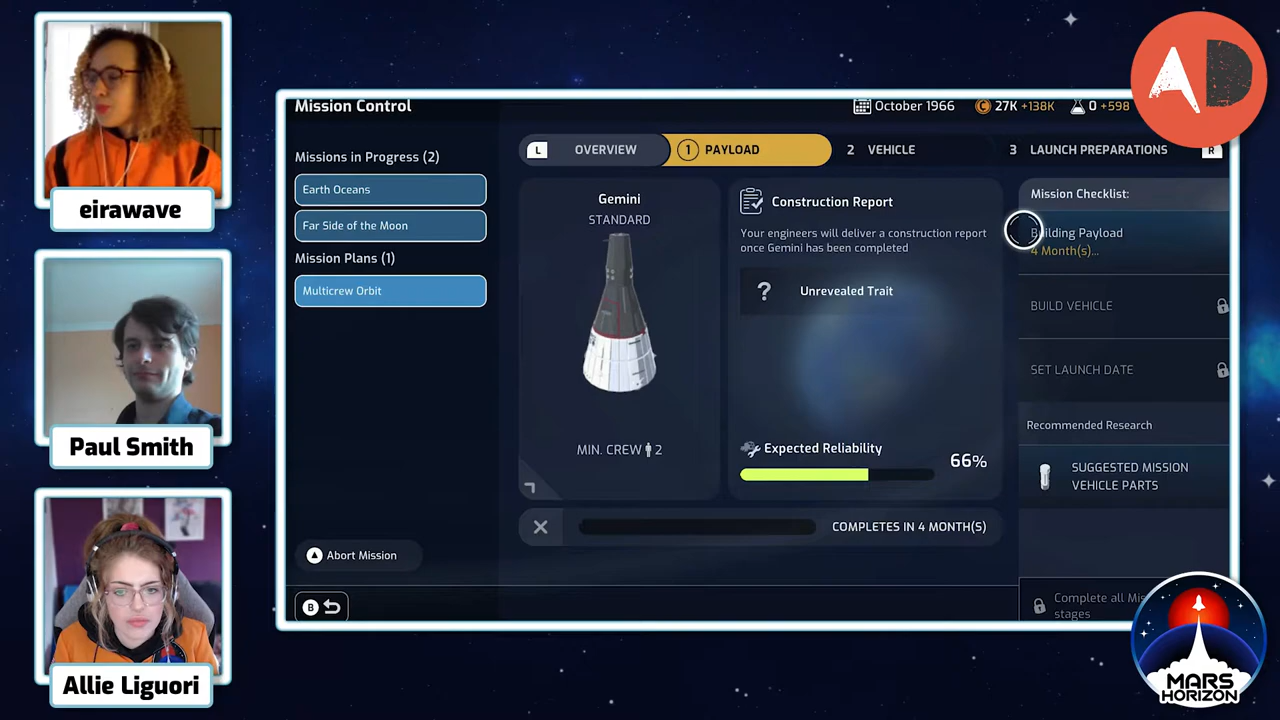 eirawave
Paul Smith
Allie Liguori
Mission Control
October 1966
27K +138K
0 +598
Missions in Progress (2)
Earth Oceans
Far Side of the Moon
Mission Plans (1)
Multicrew Orbit
Abort Mission
B
L
OVERVIEW
1 PAYLOAD
2 VEHICLE
3 LAUNCH PREPARATIONS
R
Gemini
STANDARD
MIN. CREW 2
Construction Report
Your engineers will deliver a construction report
once Gemini has been completed
? Unrevealed Trait
Expected Reliability
66%
COMPLETES IN 4 MONTH(S)
Mission Checklist:
Building Payload
4 Month(s)...
BUILD VEHICLE
SET LAUNCH DATE
Recommended Research
SUGGESTED MISSION
VEHICLE PARTS
Complete all
stages
AD
MARS
HORIZON